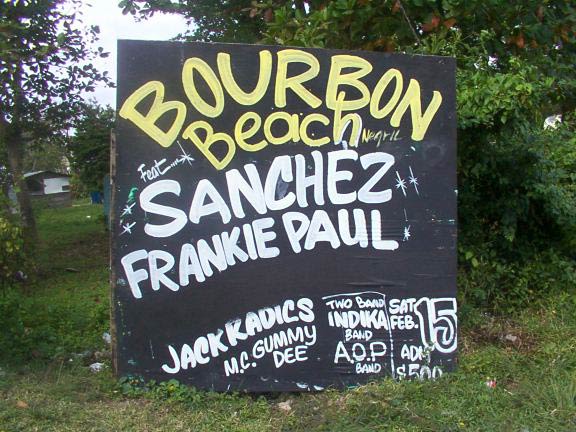 BOURBON
Beach Negril
Feat....
SANCHEZ
FRANKIE PAUL
JACK RADICS
M.C. GUMMY
DEE
TWO BAND
INDIKA
BAND
A.O.P
BAND
SAT
FEB. 15
ADM
$500